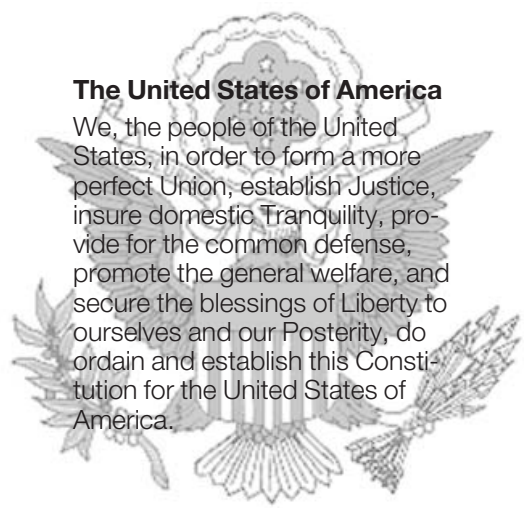 The United States of America
We, the people of the United
States, in order to form a more
perfect Union, establish Justice,
insure domestic Tranquility, pro-
vide for the common defense,
promote the general welfare, and
secure the blessings of Liberty to
ourselves and our Posterity, do
ordain and establish this Consti-
tution for the United States of
America.